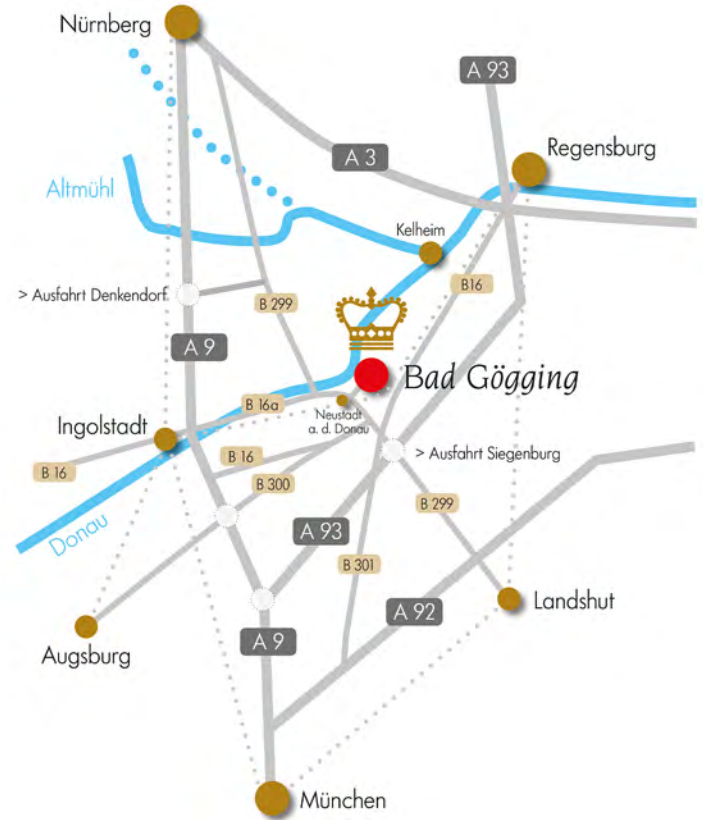 Nürnberg
A 93
A 3
Regensburg
Altmühl
Kelheim
B16
> Ausfahrt Denkendorf
B 299
A 9
Bad Gögging
B 16a
Neustadt
a. d. Donau
Ingolstadt
B 16
B 16
> Ausfahrt Siegenburg
B 300
Donau
A 93
B 299
B 301
Landshut
A 92
Augsburg
A 9
München